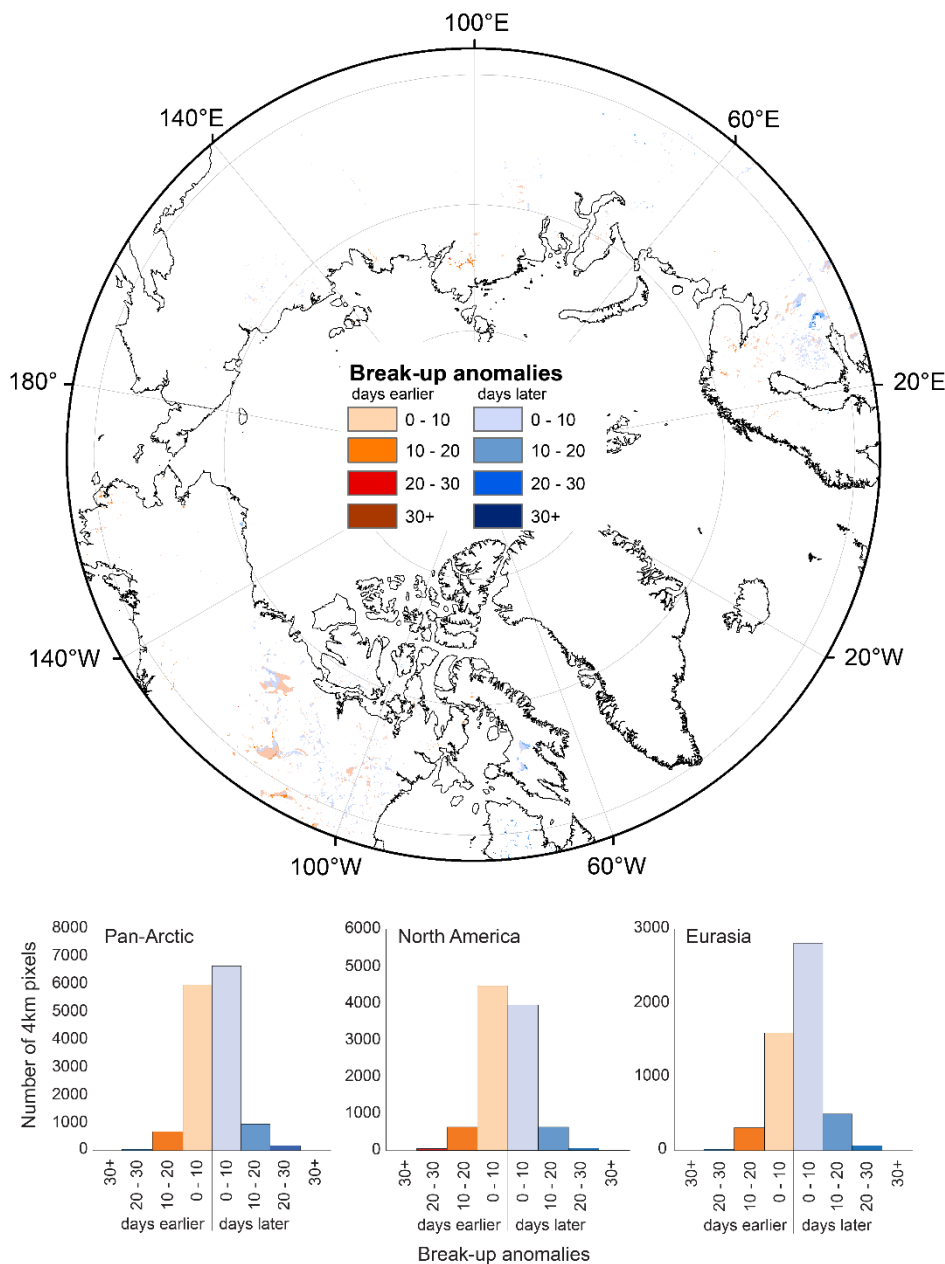 100°E
140°E
60°E
180°
20°E
Break-up anomalies
days earlier
days later
0 - 10
0 - 10
10 - 20
10 - 20
20 - 30
20 - 30
30+
30+
140°W
20°W
100°W
60°W
Number of 4km pixels
8000
7000
6000
5000
4000
3000
2000
1000
0
Pan-Arctic
30+
20 - 30
10 - 20
0 - 10
0 - 10
10 - 20
20 - 30
30+
days earlier
days later
6000
5000
4000
3000
2000
1000
0
North America
30+
20 - 30
10 - 20
0 - 10
0 - 10
10 - 20
20 - 30
30+
days earlier
days later
3000
2000
1000
0
Eurasia
30+
20 - 30
10 - 20
0 - 10
0 - 10
10 - 20
20 - 30
30+
days earlier
days later
Break-up anomalies